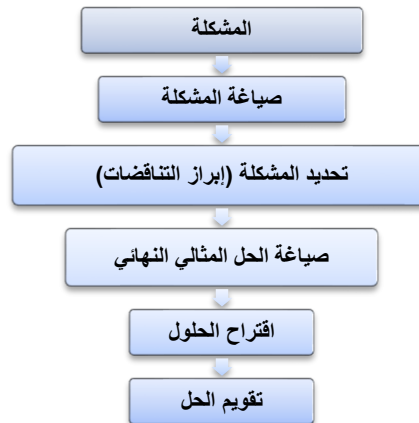 المشكلة
صياغة المشكلة
تحديد المشكلة (إبراز التناقضات)
صياغة الحل المثالي النهائي
اقتراح الحلول
تقويم الحل